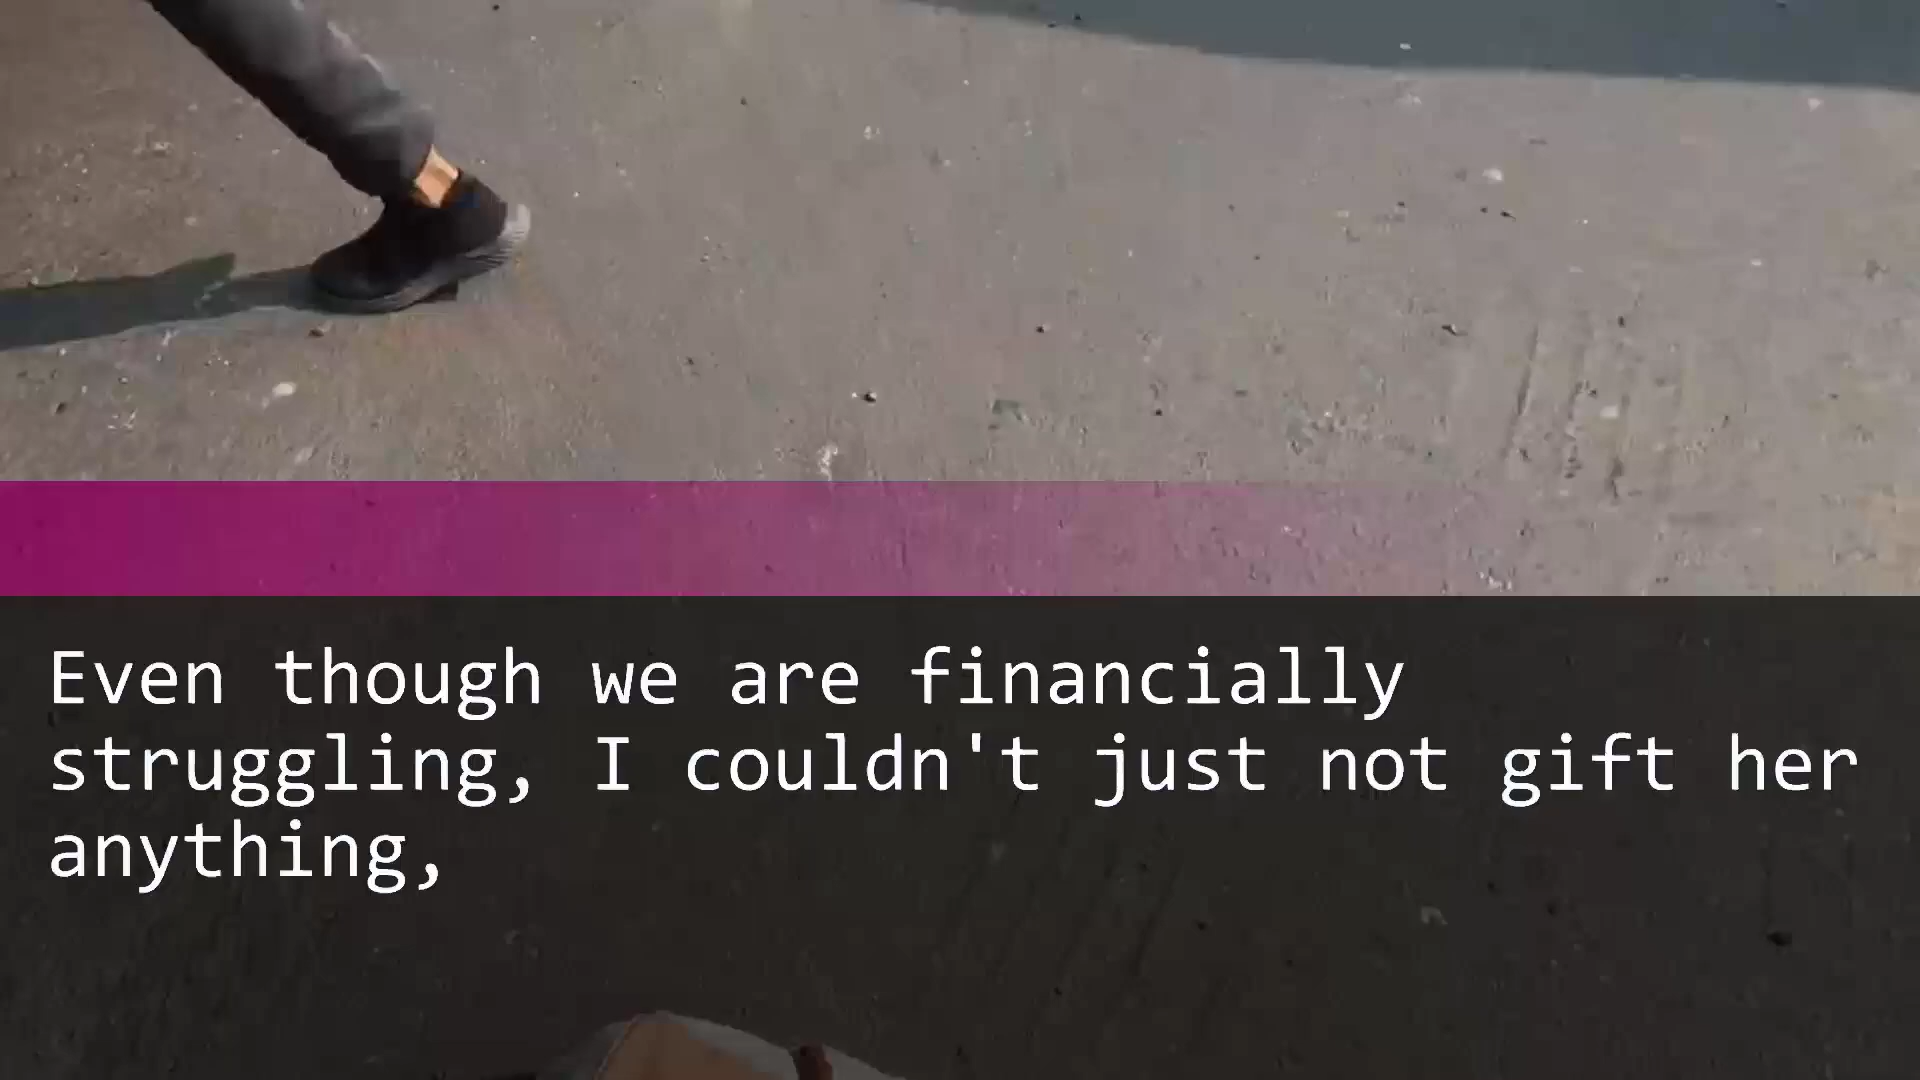 Even though we are financially
struggling, I couldn't just not gift her
anything,